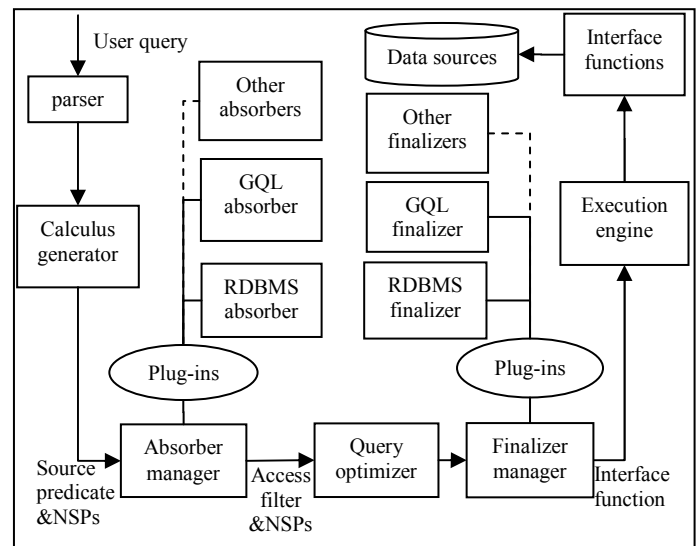 User query
parser
Calculus
generator
Other
absorbers
GQL
absorber
RDBMS
absorber
Plug-ins
Data sources
Interface
functions
Other
finalizers
GQL
finalizer
RDBMS
finalizer
Execution
engine
Plug-ins
Source
predicate
&NSPs
Absorber
manager
Access
filter
&NSPs
Query
optimizer
Finalizer
manager
Interface
function